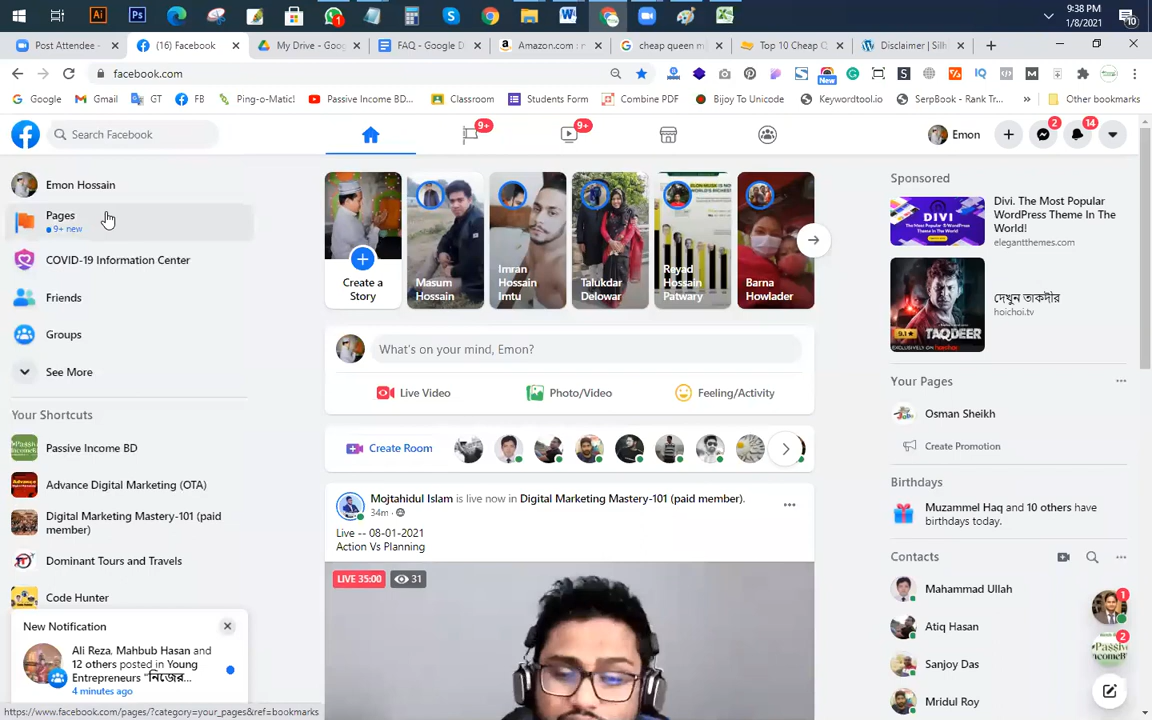 9:38 PM
1/8/2021
10
Post Attendee -
(16) Facebook
My Drive - Goog
FAQ - Google D
Amazon.com : r
cheap queen m
Top 10 Cheap Q
Disclaimer | Silh
facebook.com
Google
Gmail
GT
FB
Ping-o-Matic!
Passive Income BD...
Classroom
Students Form
Combine PDF
Bijoy To Unicode
Keywordtool.io
SerpBook - Rank Tr...
Other bookmarks
Search Facebook
9+
9+
Emon
2
14
Emon Hossain
Pages
9+ new
COVID-19 Information Center
Friends
Groups
See More
Your Shortcuts
Passive Income BD
Advance Digital Marketing (OTA)
Digital Marketing Mastery-101 (paid
member)
Dominant Tours and Travels
Code Hunter
New Notification
Ali Reza, Mahbub Hasan and
12 others posted in Young
Entrepreneurs "নিজের...
4 minutes ago
https://www.facebook.com/pages/?category=your_pages&ref=bookmarks
Create a
Story
Masum
Hossain
Imran
Hossain
Imtu
Talukdar
Delowar
Reyad
Hossain
Patwary
Barna
Howlader
What's on your mind, Emon?
Live Video
Photo/Video
Feeling/Activity
Create Room
Mojtahidul Islam is live now in Digital Marketing Mastery-101 (paid member).
34m
Live -- 08-01-2021
Action Vs Planning
LIVE 35:00
31
Sponsored
DIVI
Divi. The Most Popular
WordPress Theme In The
World!
elegantthemes.com
TAQDEER
দেখুন তাকদীর
hoichoi.tv
Your Pages
Osman Sheikh
Create Promotion
Birthdays
Muzammel Haq and 10 others have
birthdays today.
Contacts
Mahammad Ullah
Atiq Hasan
Sanjoy Das
Mridul Roy
1
2